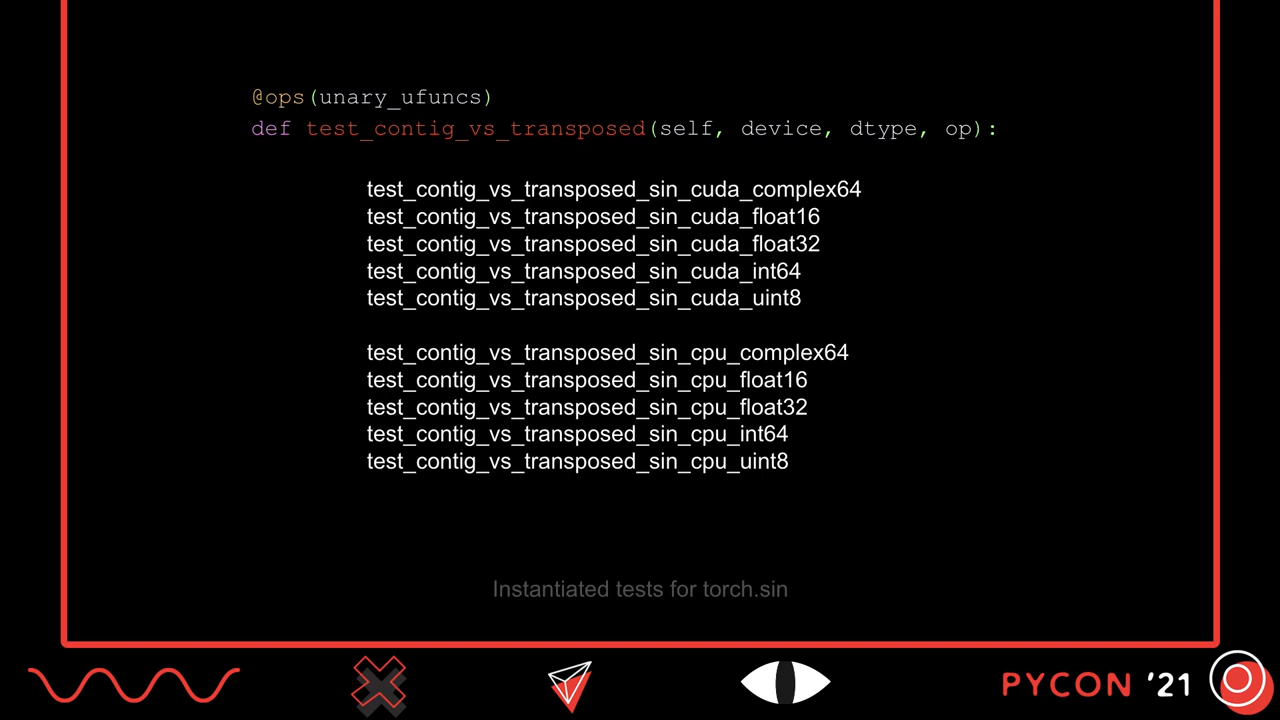 @ops(unary_ufuncs)
def test_contig_vs_transposed(self, device, dtype, op):
test_contig_vs_transposed_sin_cuda_complex64
test_contig_vs_transposed_sin_cuda_float16
test_contig_vs_transposed_sin_cuda_float32
test_contig_vs_transposed_sin_cuda_int64
test_contig_vs_transposed_sin_cuda_uint8
test_contig_vs_transposed_sin_cpu_complex64
test_contig_vs_transposed_sin_cpu_float16
test_contig_vs_transposed_sin_cpu_float32
test_contig_vs_transposed_sin_cpu_int64
test_contig_vs_transposed_sin_cpu_uint8
Instantiated tests for torch.sin
PYCON '21